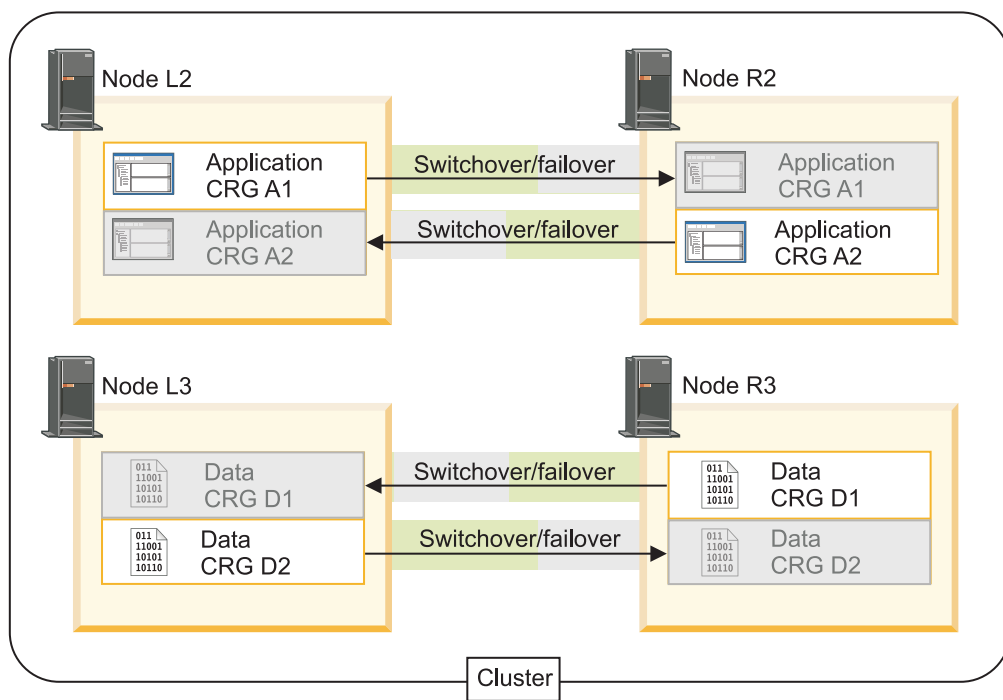 Node L2
Node R2
Application
CRG A1
Switchover/failover
Application
CRG A1
Application
CRG A2
Switchover/failover
Application
CRG A2
Node L3
Node R3
011
11001
10101
10110
Data
CRG D1
Switchover/failover
011
11001
10101
10110
Data
CRG D1
011
11001
10101
10110
Data
CRG D2
Switchover/failover
011
11001
10101
10110
Data
CRG D2
Cluster